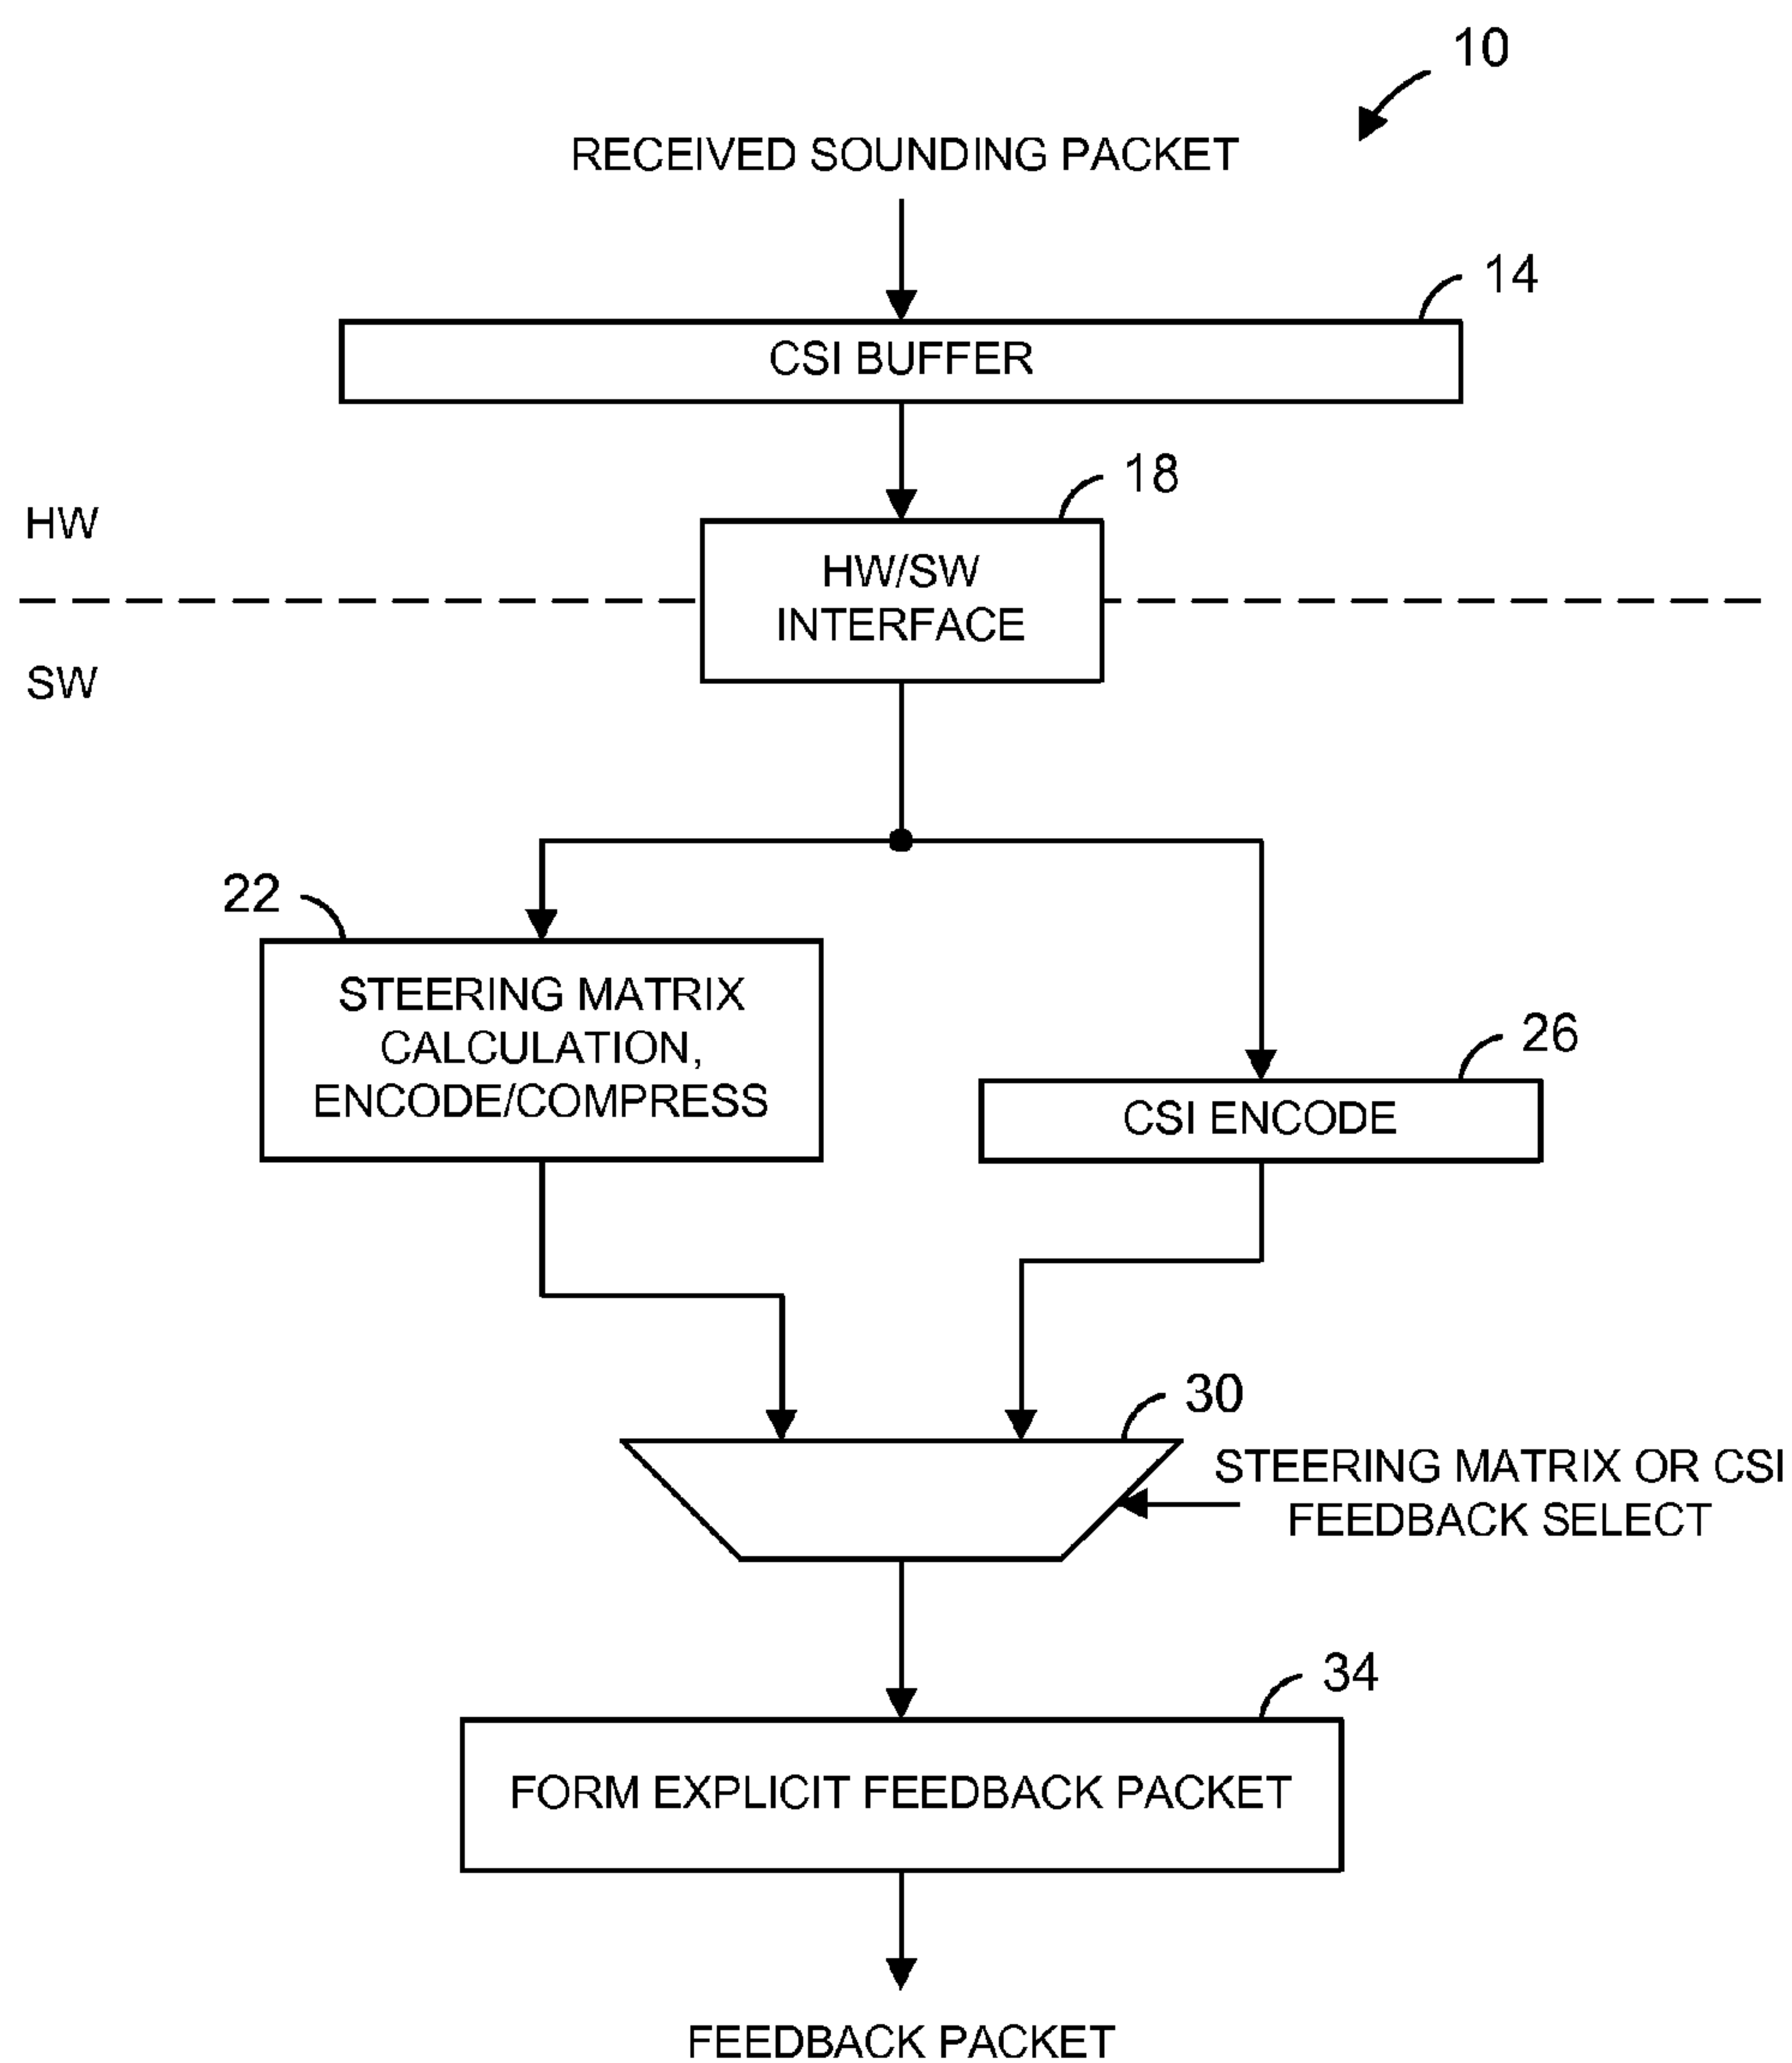 10
RECEIVED SOUNDING PACKET
14
CSI BUFFER
18
HW
HW/SW
INTERFACE
SW
22
STEERING MATRIX
CALCULATION,
ENCODE/COMPRESS
26
CSI ENCODE
30
STEERING MATRIX OR CSI
FEEDBACK SELECT
34
FORM EXPLICIT FEEDBACK PACKET
FEEDBACK PACKET